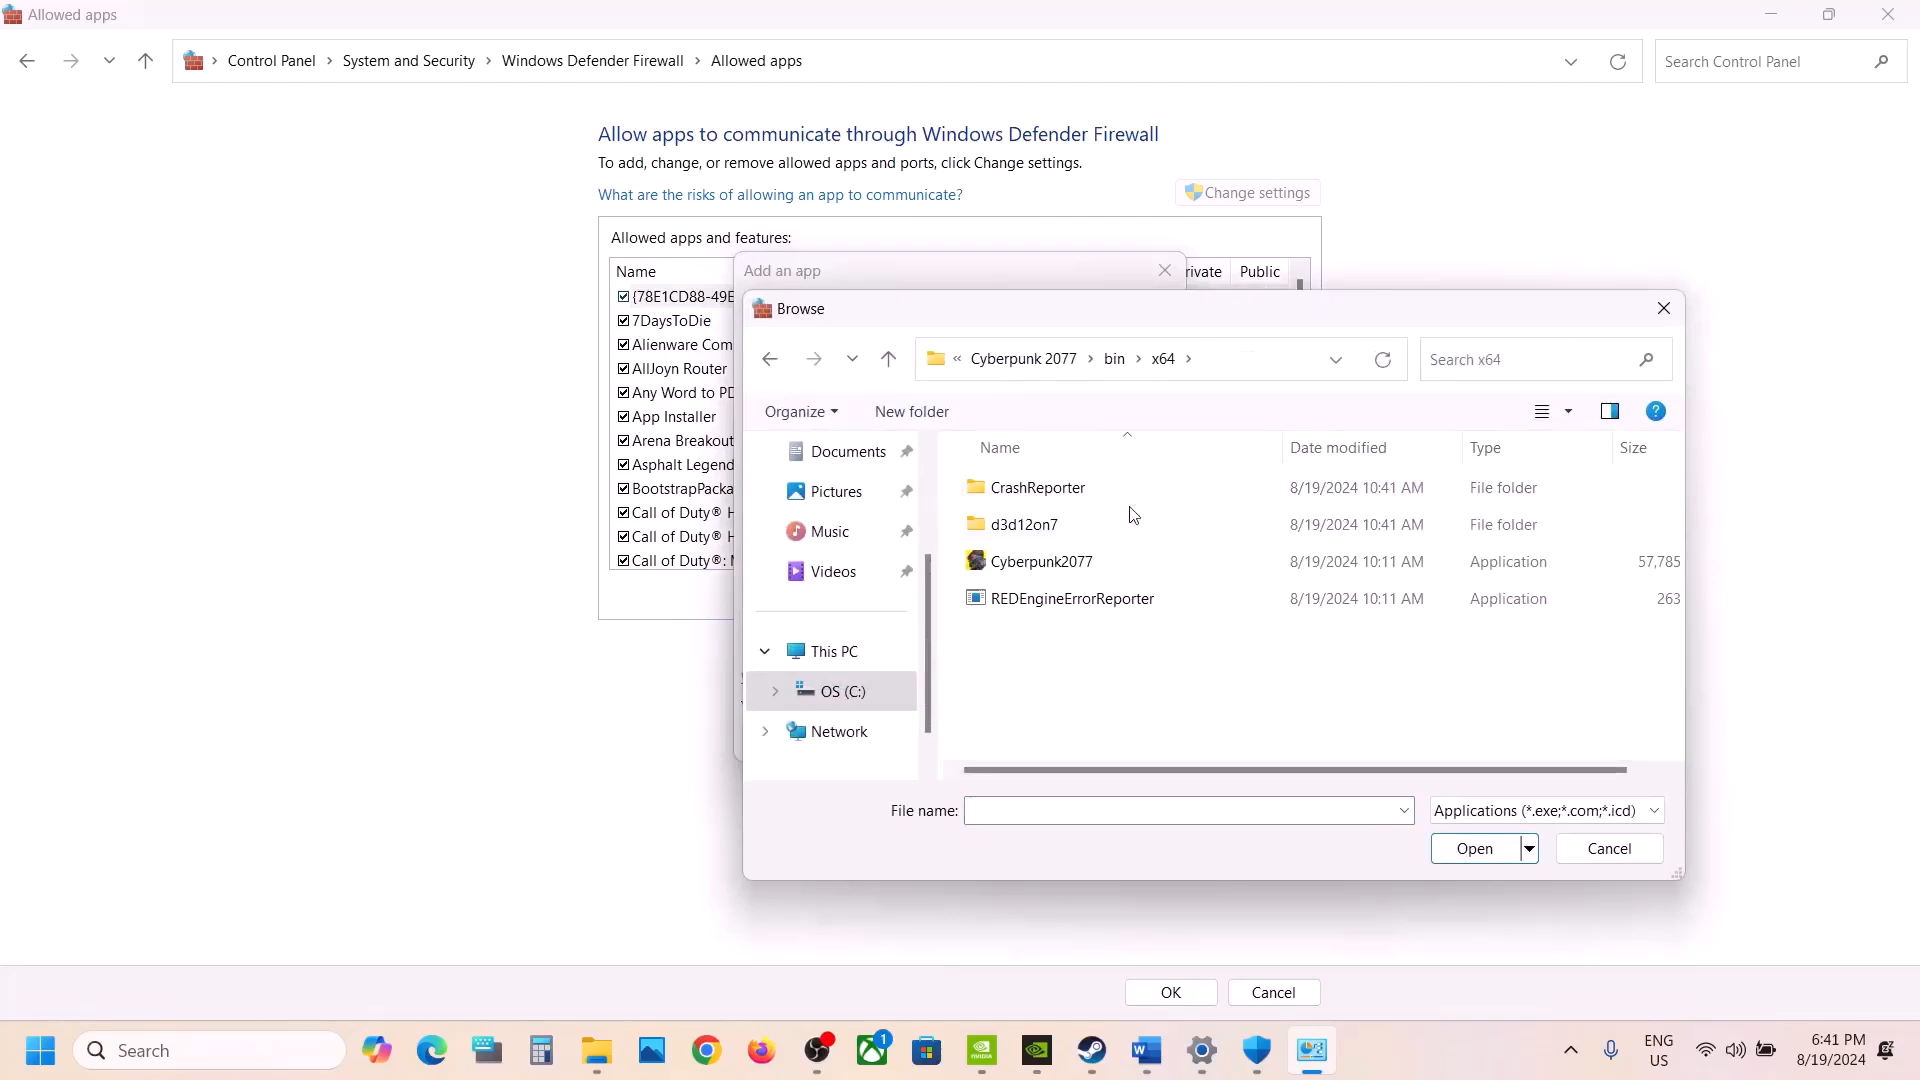 Allowed apps
Control Panel > System and Security > Windows Defender Firewall > Allowed apps
Search Control Panel
Allow apps to communicate through Windows Defender Firewall
To add, change, or remove allowed apps and ports, click Change settings.
What are the risks of allowing an app to communicate?
Change settings
Allowed apps and features:
Name
rivate
Public
{78E1CD88-49E
7DaysToDie
Alienware Com
AllJoyn Router
Any Word to PD
App Installer
Arena Breakout
Asphalt Legend
BootstrapPacka
Call of Duty® H
Call of Duty® H
Call of Duty®: M
Add an app
Browse
« Cyberpunk 2077 > bin > x64 >
Search x64
Organize
New folder
Documents
Pictures
Music
Videos
This PC
OS (C:)
Network
Name Date modified Type Size
CrashReporter 8/19/2024 10:41 AM File folder
d3d12on7 8/19/2024 10:41 AM File folder
Cyberpunk2077 8/19/2024 10:11 AM Application 57,785
REDEngineErrorReporter 8/19/2024 10:11 AM Application 263
File name:
Applications (*.exe;*.com;*.icd)
Open
Cancel
OK
Cancel
Search
1
ENG
US
6:41 PM
8/19/2024